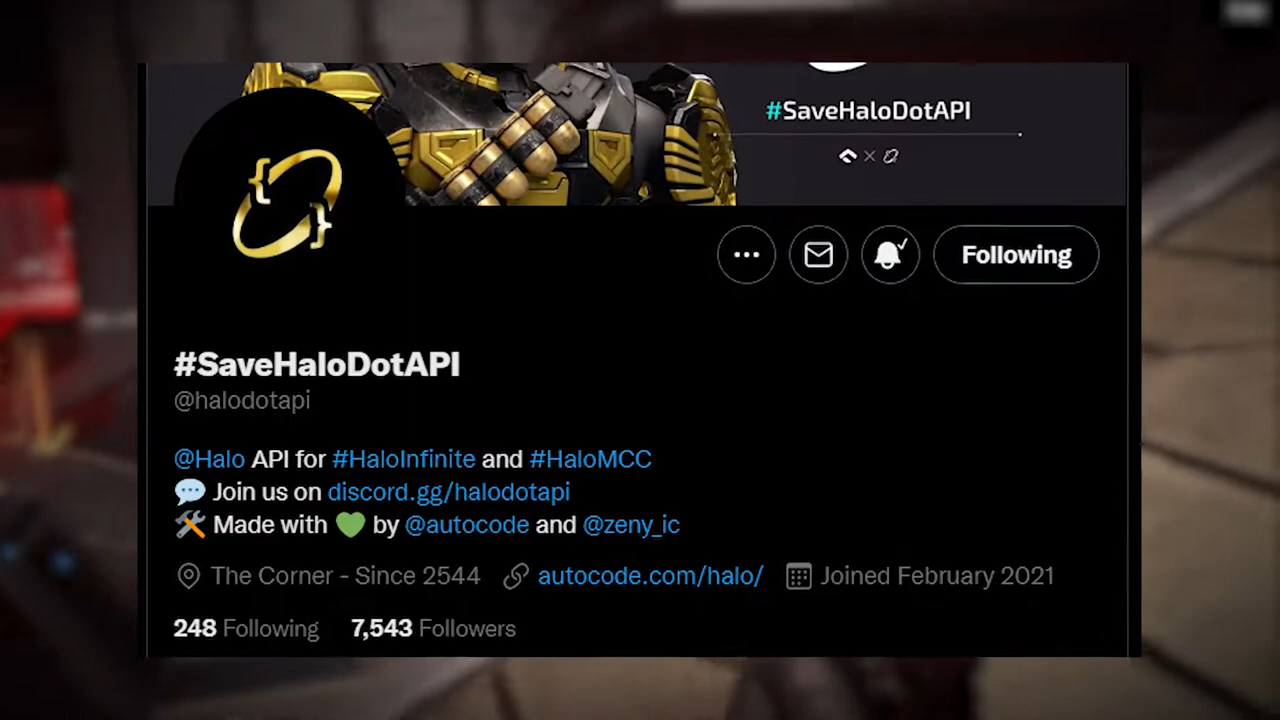 #SaveHaloDotAPI
Following
#SaveHaloDotAPI
@halodotapi
@Halo API for #HaloInfinite and #HaloMCC
💬 Join us on discord.gg/halodotapi
🛠 Made with 💚 by @autocode and @zeny_ic
The Corner - Since 2544 autocode.com/halo/ Joined February 2021
248 Following 7,543 Followers